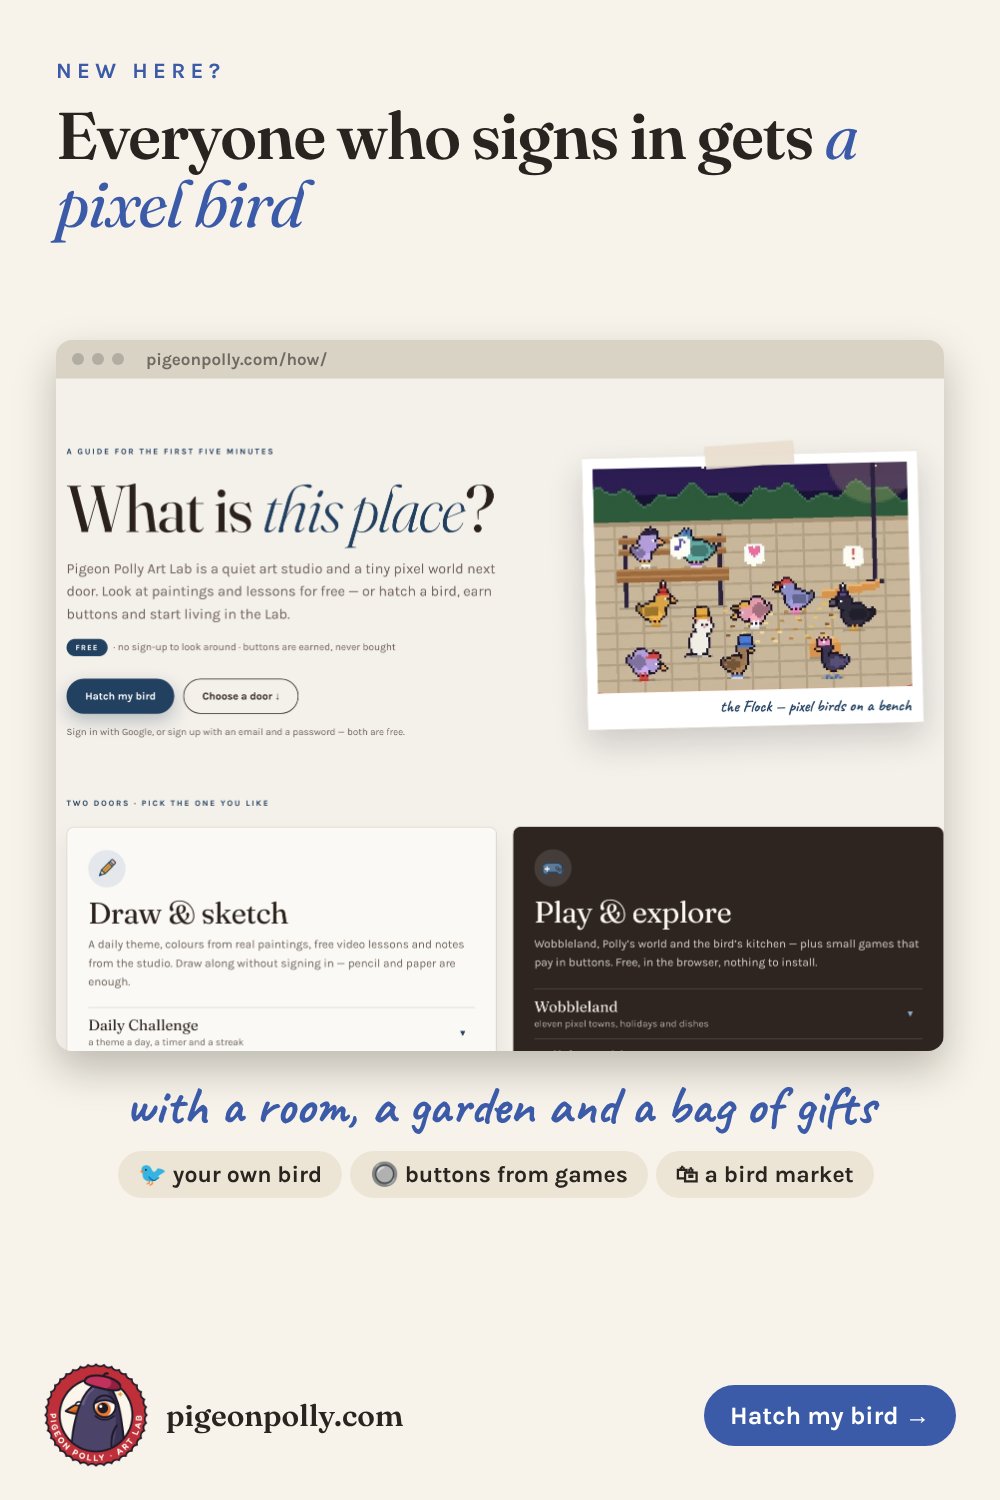 NEW HERE?
Everyone who signs in gets a
pixel bird
pigeonpolly.com/how/
A GUIDE FOR THE FIRST FIVE MINUTES
What is this place?
Pigeon Polly Art Lab is a quiet art studio and a tiny pixel world next
door. Look at paintings and lessons for free — or hatch a bird, earn
buttons and start living in the Lab.
FREE · no sign-up to look around · buttons are earned, never bought
Hatch my bird
Choose a door ↓
Sign in with Google, or sign up with an email and a password — both are free.
the Flock — pixel birds on a bench
TWO DOORS · PICK THE ONE YOU LIKE
Draw & sketch
A daily theme, colours from real paintings, free video lessons and notes
from the studio. Draw along without signing in — pencil and paper are
enough.
Daily Challenge
a theme a day, a timer and a streak
Play & explore
Wobbleland, Polly's world and the bird's kitchen — plus small games that
pay in buttons. Free, in the browser, nothing to install.
Wobbleland
eleven pixel towns, holidays and dishes
with a room, a garden and a bag of gifts
your own bird
buttons from games
a bird market
PIGEON POLLY · ART LAB
pigeonpolly.com
Hatch my bird →